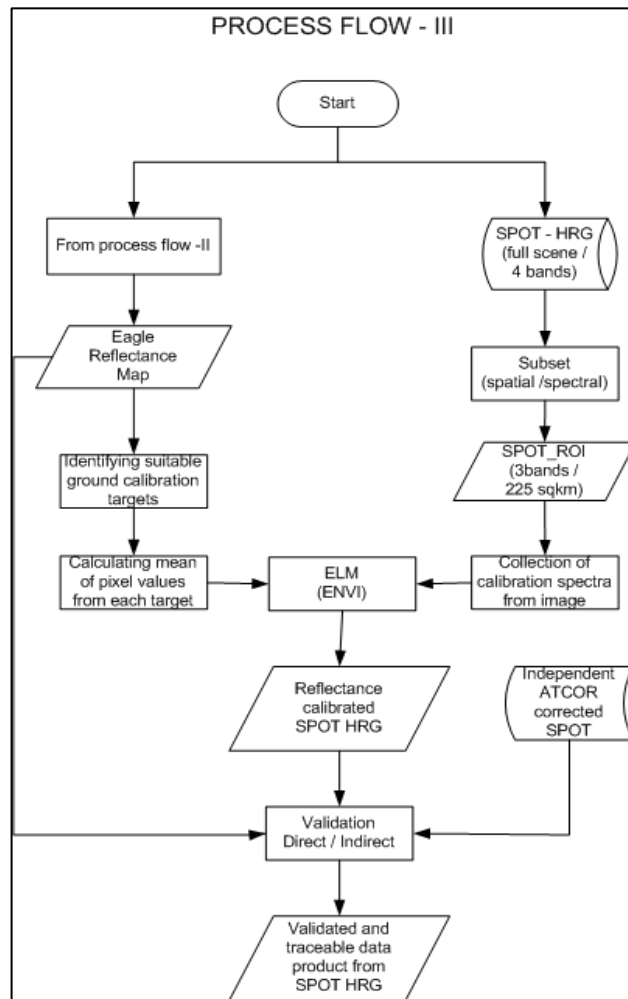 PROCESS FLOW - III
Start
From process flow -II
SPOT - HRG
(full scene /
4 bands)
Eagle
Reflectance
Map
Subset
(spatial /spectral)
Identifying suitable
ground calibration
targets
SPOT_ROI
(3bands /
225 sqkm)
Calculating mean
of pixel values
from each target
ELM
(ENVI)
Collection of
calibration spectra
from image
Reflectance
calibrated
SPOT HRG
Independent
ATCOR
corrected
SPOT
Validation
Direct / Indirect
Validated and
traceable data
product from
SPOT HRG